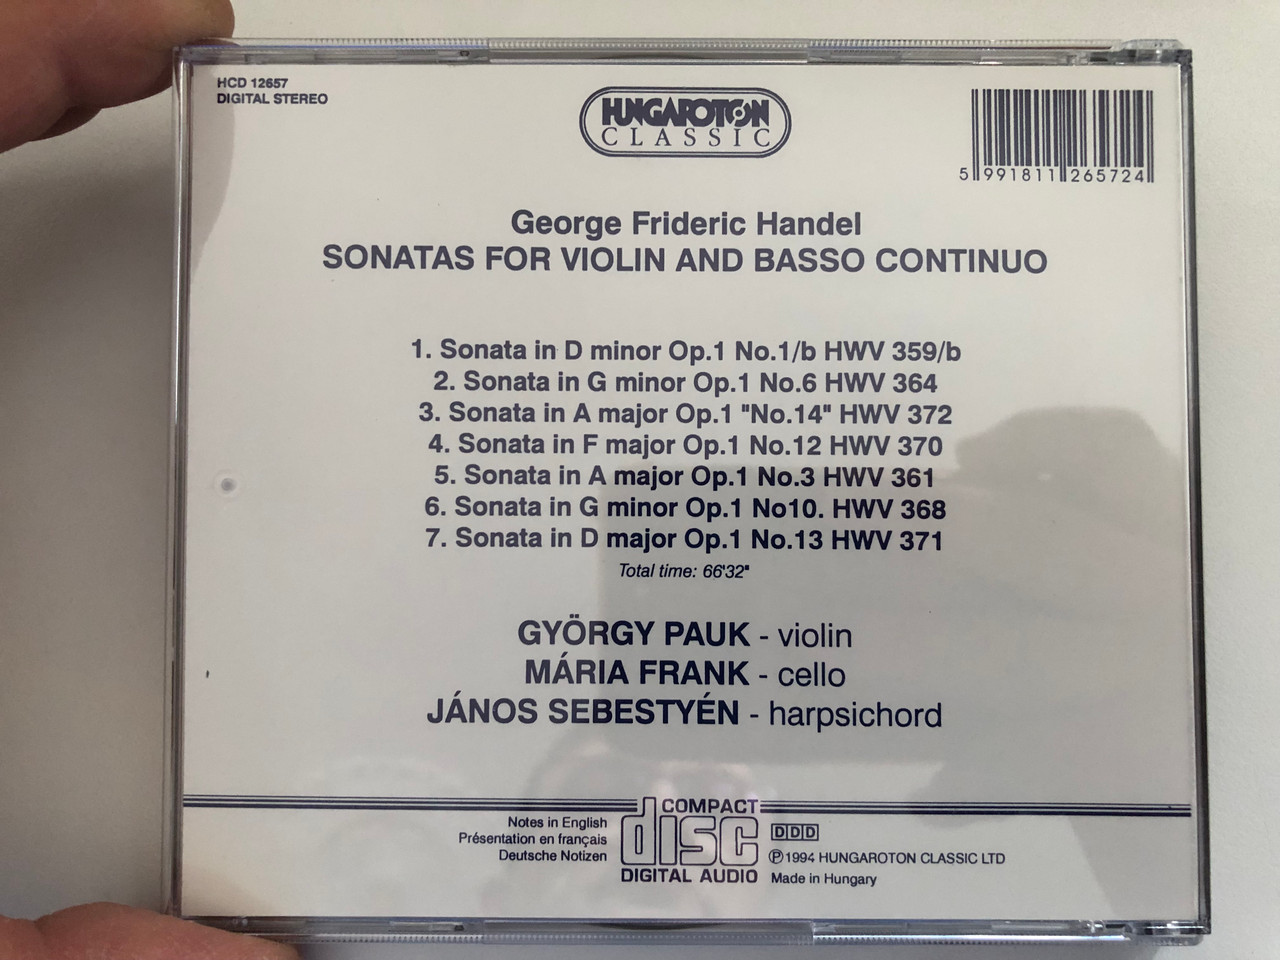 HCD 12657
DIGITAL STEREO
HUNGAROTON
CLASSIC
5 991811 265724
George Frideric Handel
SONATAS FOR VIOLIN AND BASSO CONTINUO
1. Sonata in D minor Op.1 No.1/b HWV 359/b
2. Sonata in G minor Op.1 No.6 HWV 364
3. Sonata in A major Op.1 "No.14" HWV 372
4. Sonata in F major Op.1 No.12 HWV 370
5. Sonata in A major Op.1 No.3 HWV 361
6. Sonata in G minor Op.1 No10. HWV 368
7. Sonata in D major Op.1 No.13 HWV 371
Total time: 66'32"
GYÖRGY PAUK - violin
MÁRIA FRANK - cello
JÁNOS SEBESTYÉN - harpsichord
Notes in English
Présentation en français
Deutsche Notizen
COMPACT
disc
DIGITAL AUDIO
DDD
℗1994 HUNGAROTON CLASSIC LTD
Made in Hungary